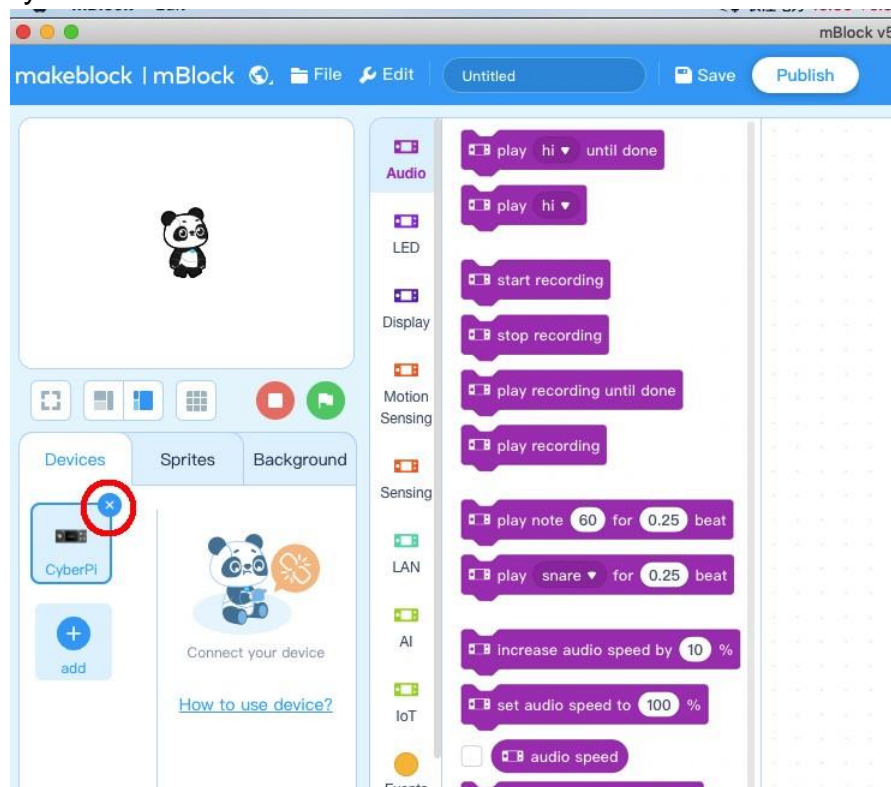 mBlock v5
makeblock | mBlock File Edit Untitled Save Publish
Audio
LED
Display
Motion
Sensing
Sensing
LAN
AI
IoT
play hi until done
play hi
start recording
stop recording
play recording until done
play recording
play note 60 for 0.25 beat
play snare for 0.25 beat
increase audio speed by 10 %
set audio speed to 100 %
audio speed
Devices Sprites Background
CyberPi
add
Connect your device
How to use device?